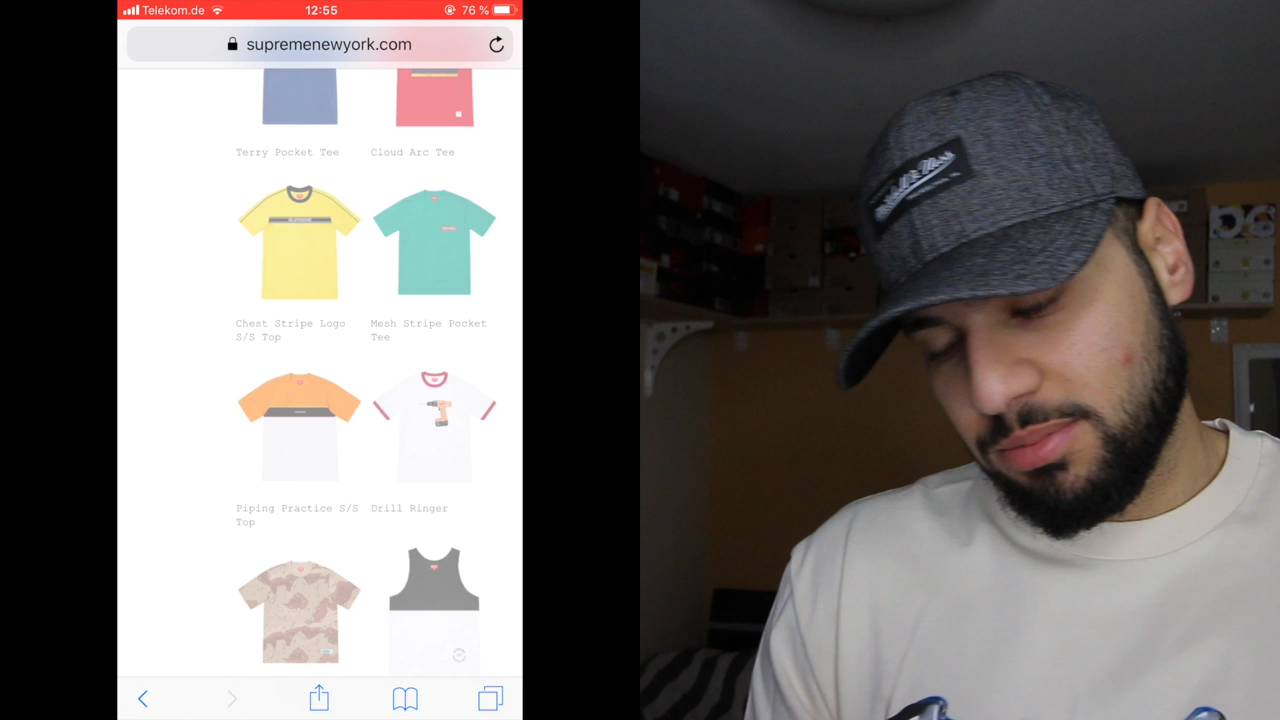 Telekom.de
12:55
76 %
supremenewyork.com
Terry Pocket Tee
Cloud Arc Tee
SUPREME
Chest Stripe Logo
S/S Top
Mesh Stripe Pocket
Tee
Piping Practice S/S
Top
Drill Ringer